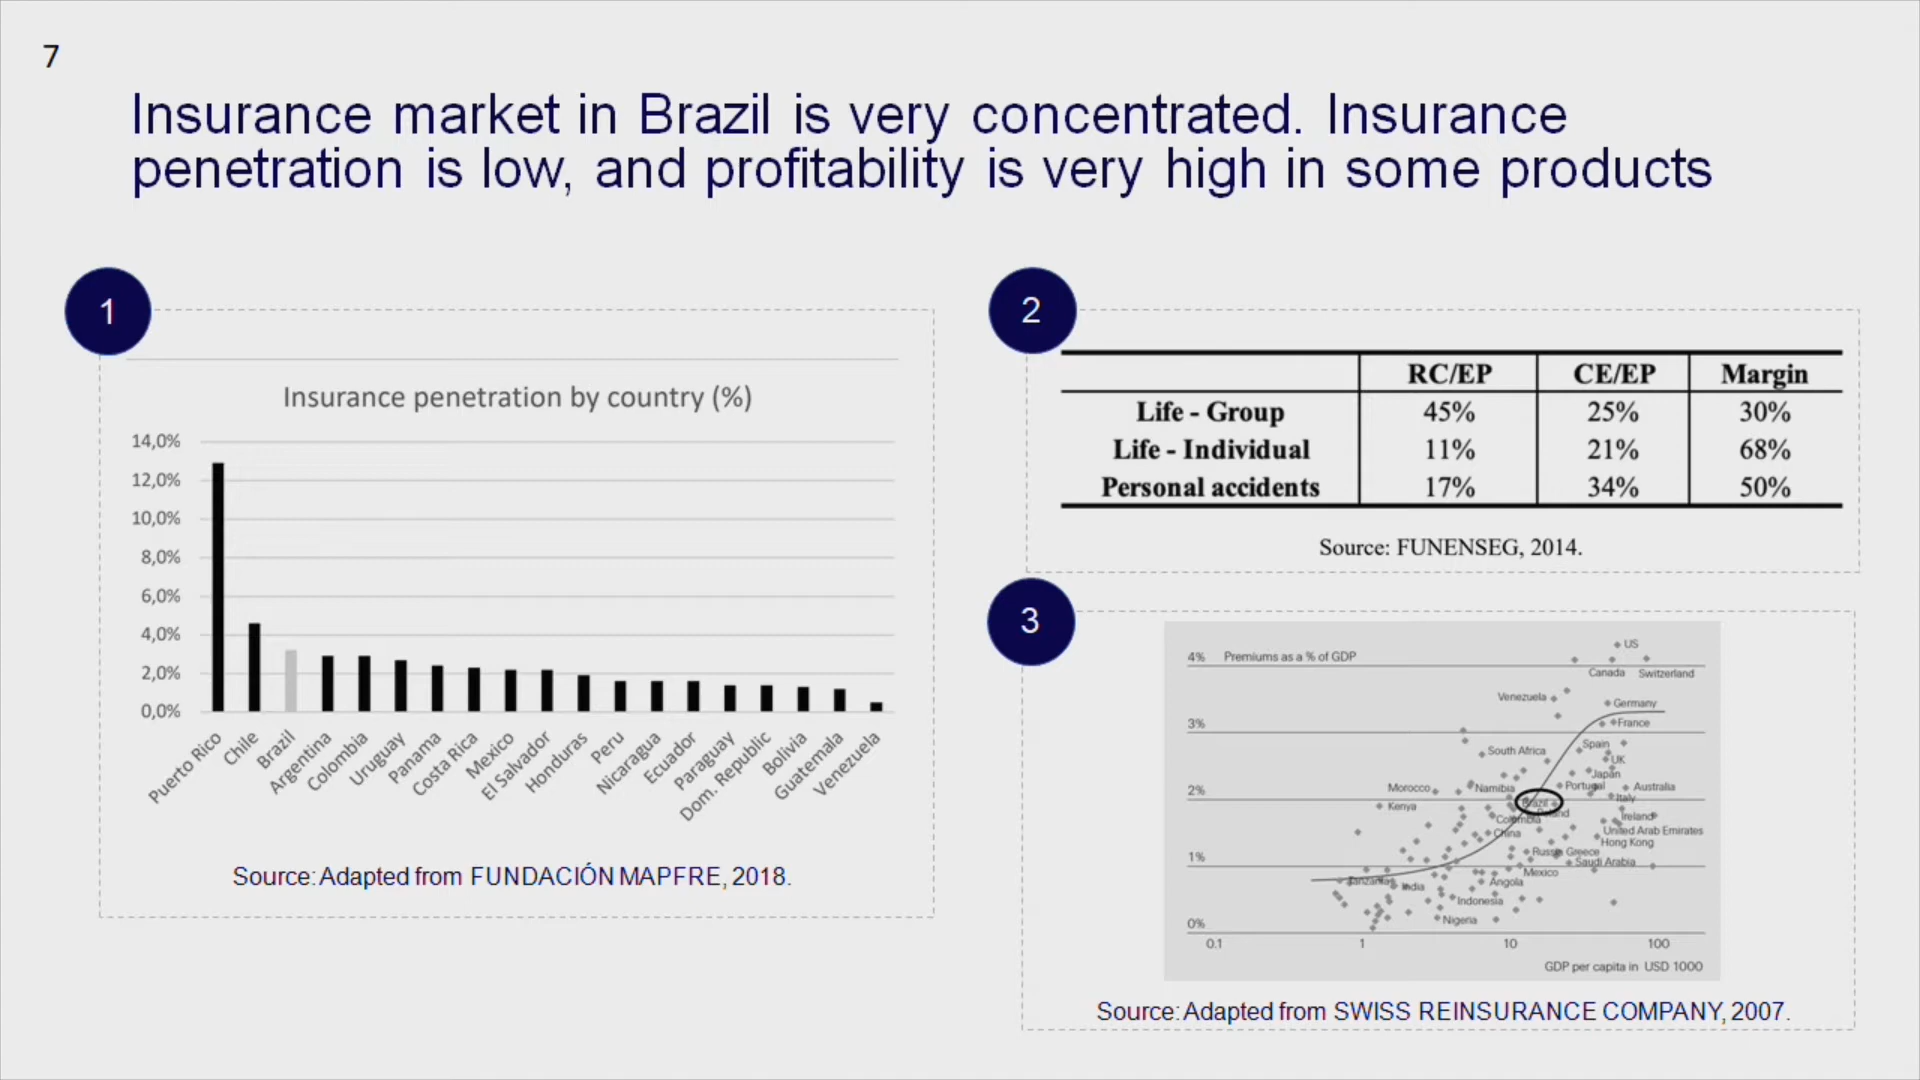 7
Insurance market in Brazil is very concentrated. Insurance
penetration is low, and profitability is very high in some products
1
Insurance penetration by country (%)
14,0%
12,0%
10,0%
8,0%
6,0%
4,0%
2,0%
0,0%
Puerto Rico
Chile
Brazil
Argentina
Colombia
Uruguay
Panama
Costa Rica
Mexico
El Salvador
Honduras
Peru
Nicaragua
Ecuador
Paraguay
Dom. Republic
Bolivia
Guatemala
Venezuela
Source: Adapted from FUNDACIÓN MAPFRE, 2018.
2
RC/EP CE/EP Margin
Life - Group 45% 25% 30%
Life - Individual 11% 21% 68%
Personal accidents 17% 34% 50%
Source: FUNENSEG, 2014.
3
4% Premiums as a % of GDP
US
Canada Switzerland
Venezuela
Germany
3%
France
South Africa
Spain
UK
Japan
2%
Morocco
Namibia
Portugal
Australia
Brazil
Italy
Kenya
Poland
Colombia
Ireland
China
United Arab Emirates
Hong Kong
1%
Russia
Greece
Saudi Arabia
Mexico
Tanzania
India
Angola
Indonesia
Nigeria
0%
0.1 1 10 100
GDP per capita in USD 1000
Source: Adapted from SWISS REINSURANCE COMPANY, 2007.